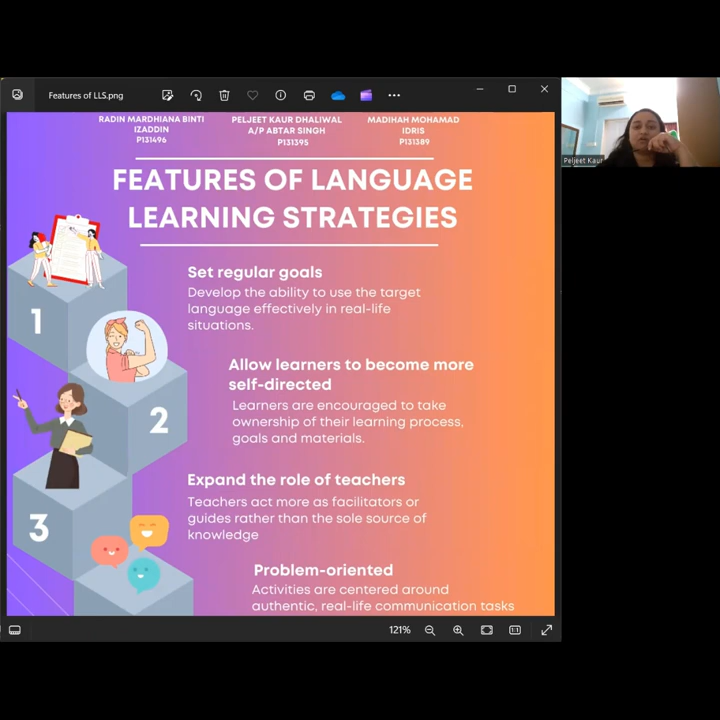 Features of LLS.png
RADIN MARDHIANA BINTI
IZADDIN
P131496
PELJEET KAUR DHALIWAL
A/P ABTAR SINGH
P131395
MADIHAH MOHAMAD
IDRIS
P131389
FEATURES OF LANGUAGE
LEARNING STRATEGIES
Peljeet Kaur
1
Set regular goals
Develop the ability to use the target
language effectively in real-life
situations.
2
Allow learners to become more
self-directed
Learners are encouraged to take
ownership of their learning process,
goals and materials.
3
Expand the role of teachers
Teachers act more as facilitators or
guides rather than the sole source of
knowledge
Problem-oriented
Activities are centered around
authentic, real-life communication tasks
121%
1:1